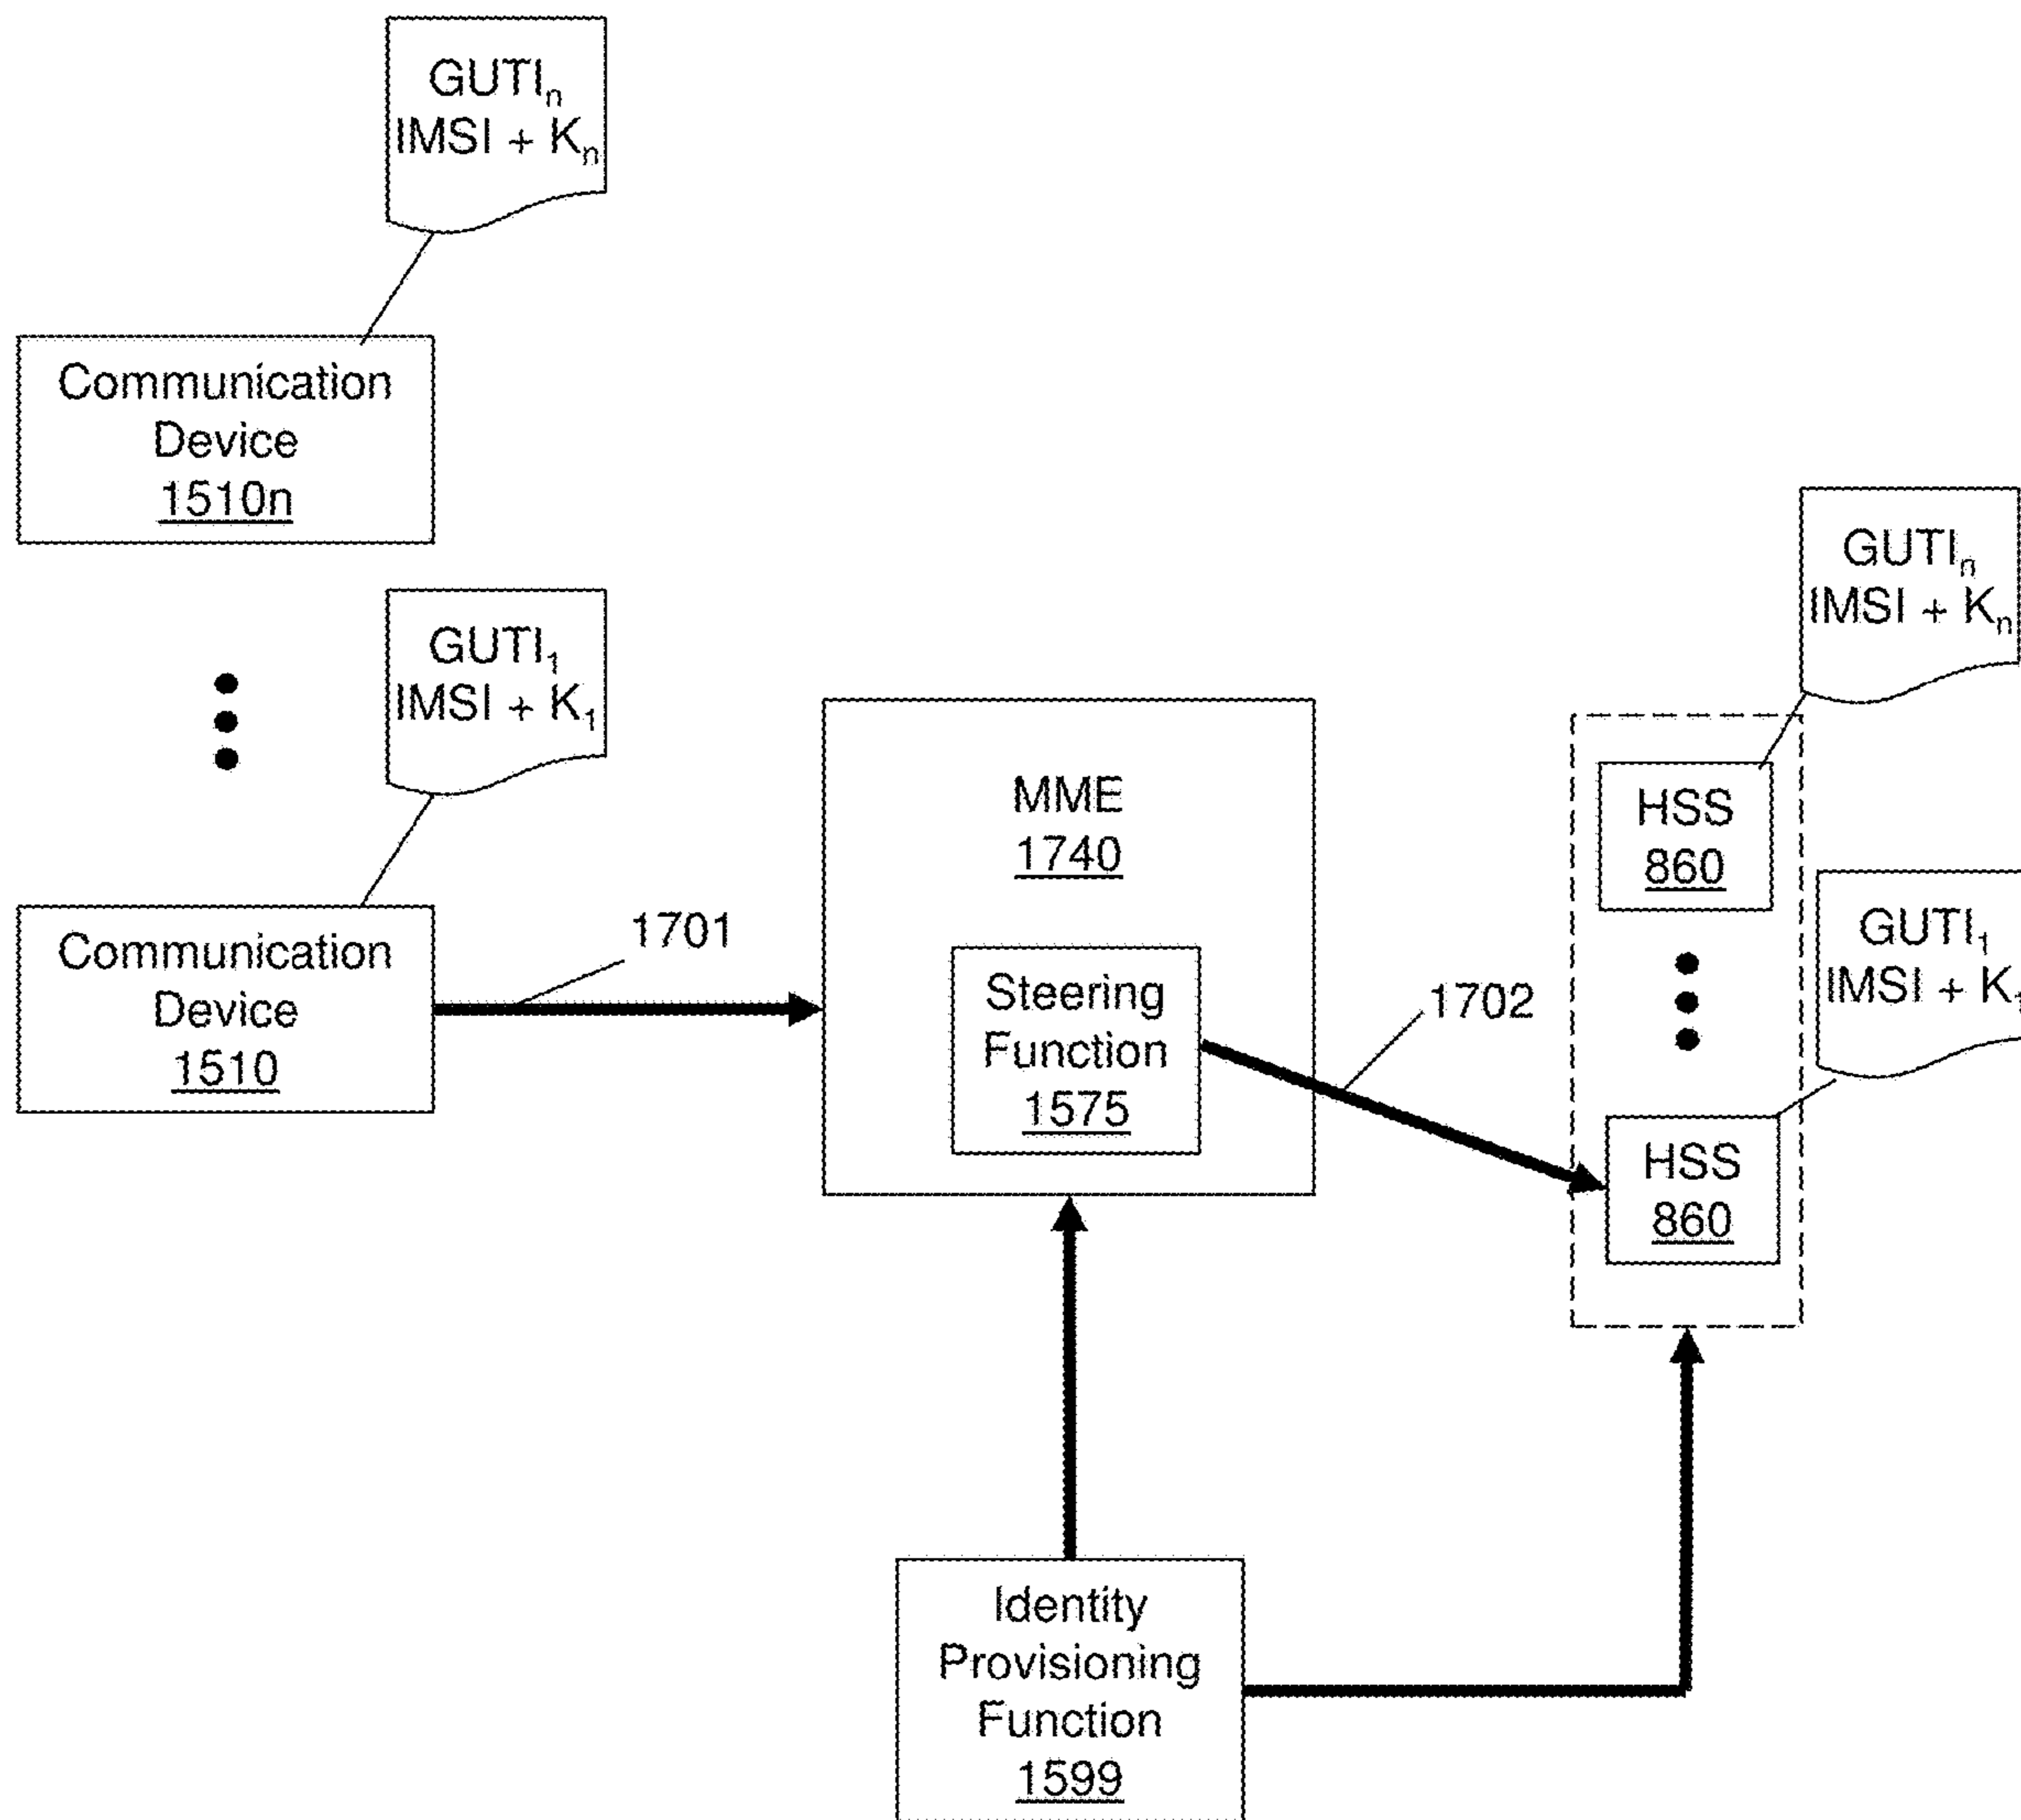 GUTIₙ
IMSI + Kₙ
Communication
Device
1510n
GUTIₙ
IMSI + Kₙ
GUTI₁
IMSI + K₁
MME
1740
HSS
860
GUTI₁
IMSI + K₁
Communication
Device
1510
1701
Steering
Function
1575
1702
HSS
860
Identity
Provisioning
Function
1599